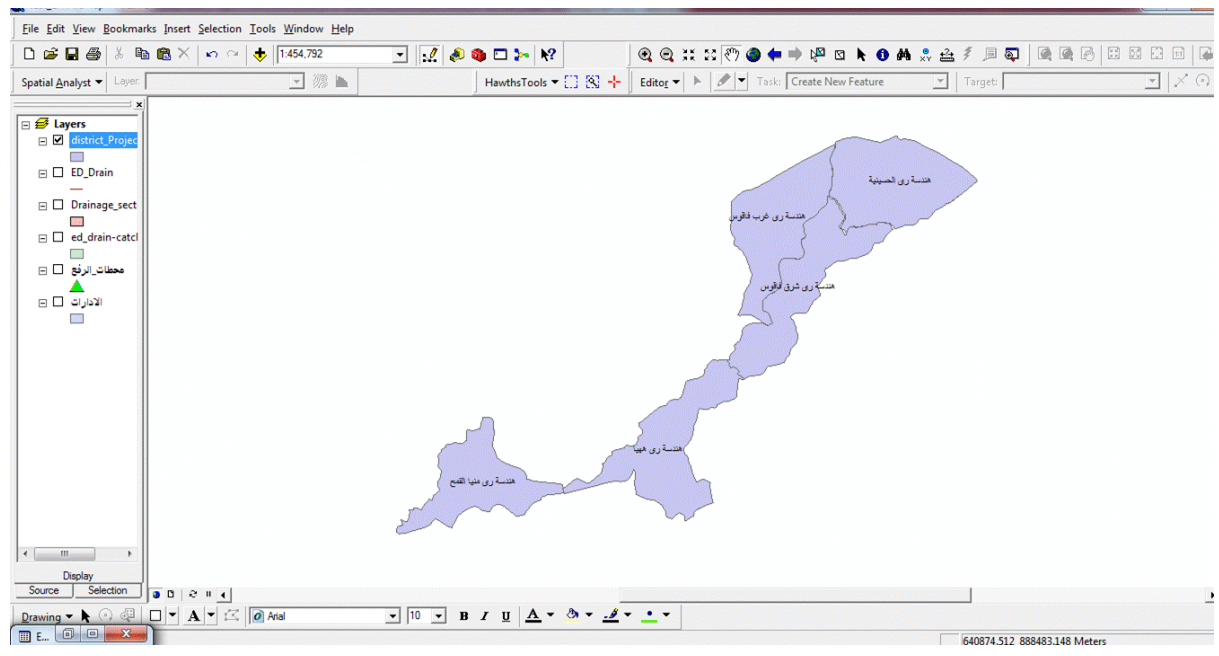 File Edit View Bookmarks Insert Selection Tools Window Help
1:454,792
Spatial Analyst Layer: HawthsTools Editor Task: Create New Feature Target:
Layers
district_Projec
ED_Drain
Drainage_sect
ed_drain-catcl
محطات_الرفع
الادارات
هندسة رى الحسينية
هندسة رى غرب فاقوس
هندسة رى شرق فاقوس
هندسة رى ههيا
هندسة رى منيا القمح
Display
Source Selection
Drawing A Arial 10 B I U A
E...
640874.512 888483.148 Meters